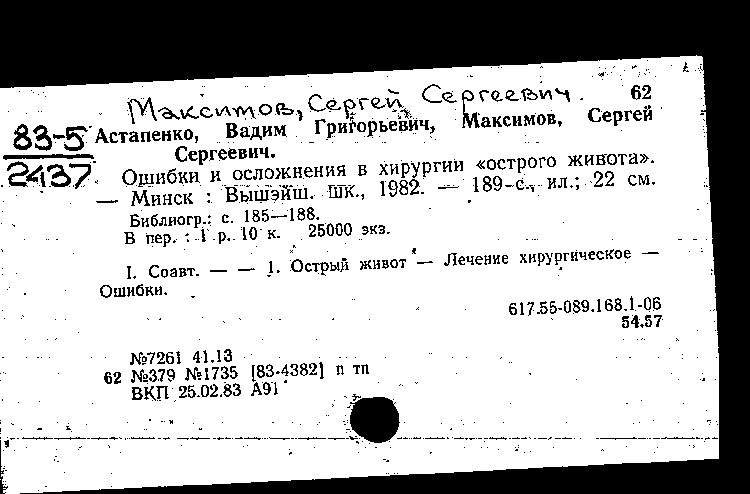 Максимов, Сергей Сергеевич.
62
83-5
2437
Астапенко, Вадим Григорьевич, Максимов, Сергей
Сергеевич.
Ошибки и осложнения в хирургии «острого живота».
— Минск : Вышэйш. шк., 1982. — 189 с., ил.; 22 см.
Библиогр.: с. 185—188.
В пер. : 1 р. 10 к. 25000 экз.
I. Соавт. — — 1. Острый живот — Лечение хирургическое —
Ошибки.
617.55-089.168.1-06
54.57
№7261 41.13
62 №379 №1735 [83-4382] п тп
ВКП 25.02.83 А91